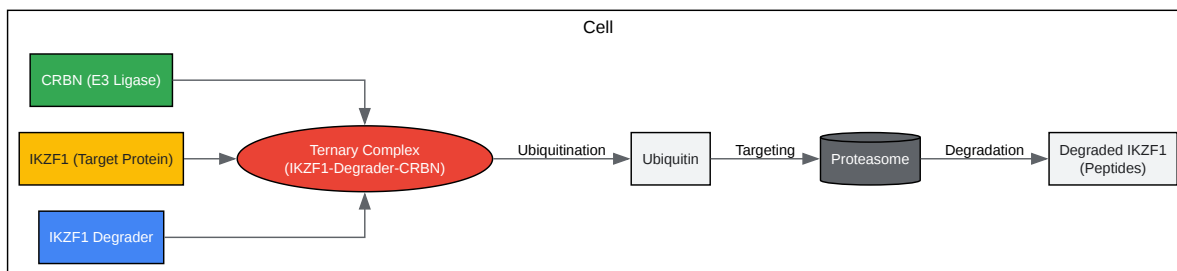 Cell
CRBN (E3 Ligase)
IKZF1 (Target Protein)
IKZF1 Degrader
Ternary Complex
(IKZF1-Degrader-CRBN)
Ubiquitination
Ubiquitin
Targeting
Proteasome
Degradation
Degraded IKZF1
(Peptides)